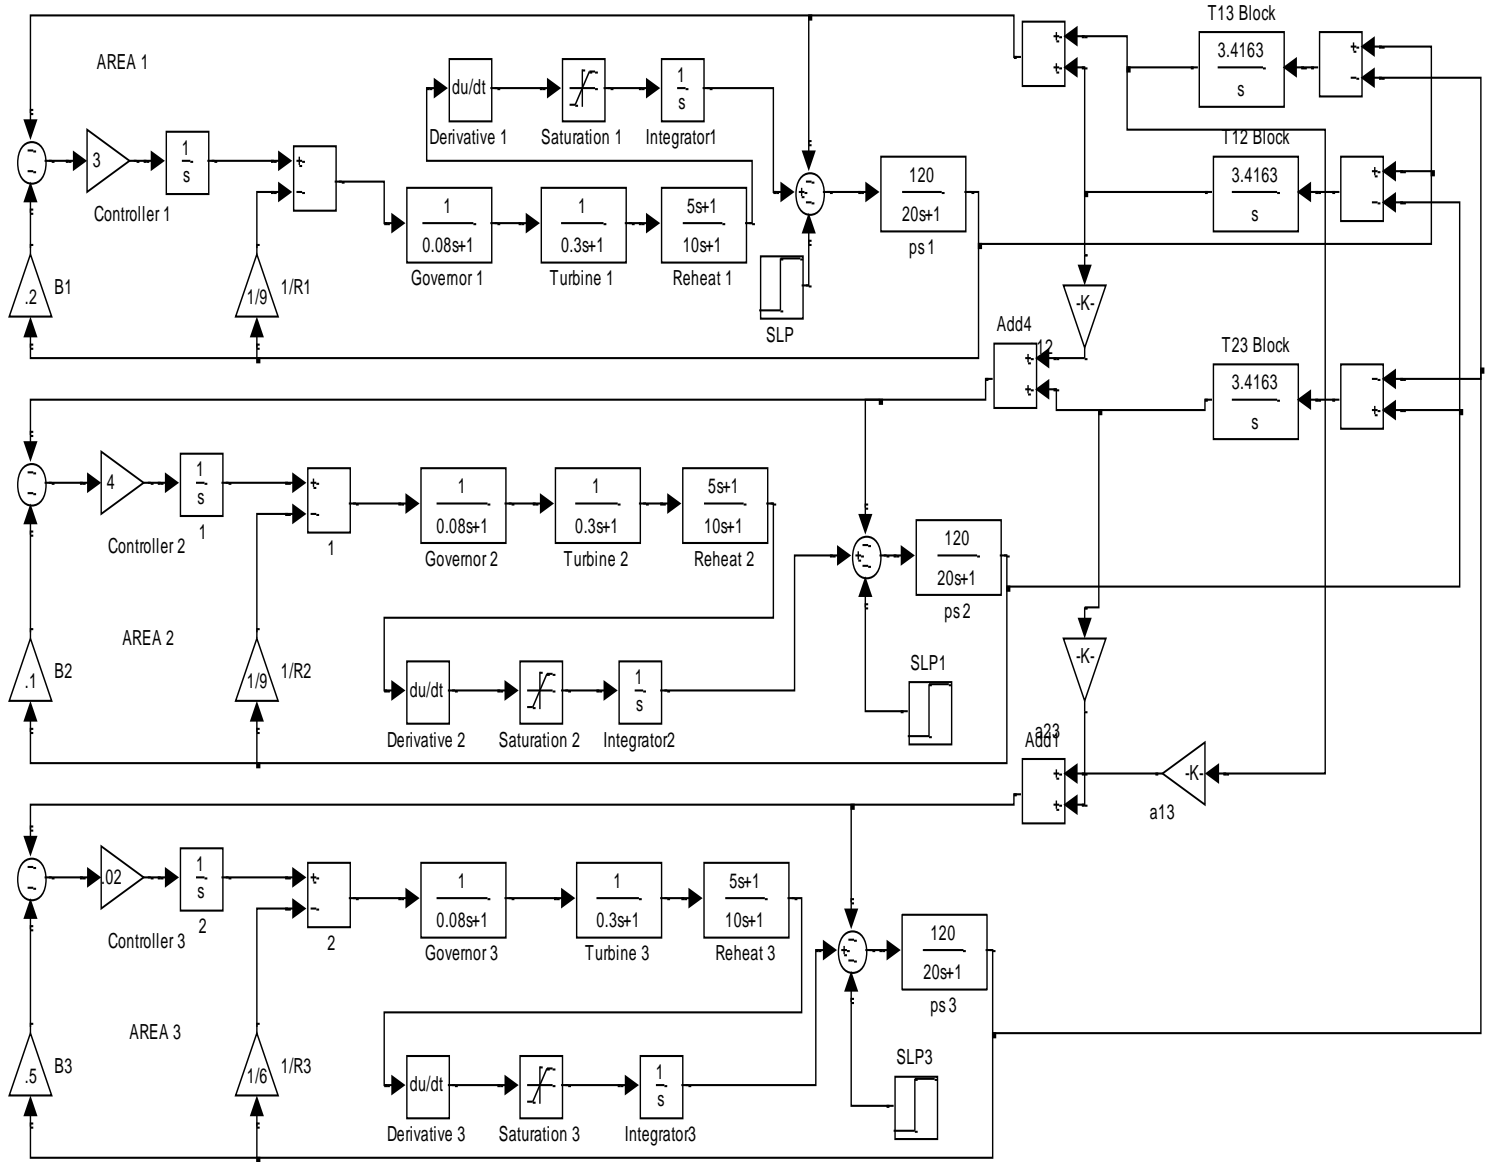 T13 Block
AREA 1
3.4163
s
+
+
+
-
du/dt
1
s
Derivative 1
Saturation 1
Integrator1
T12 Block
3
1
s
Controller 1
+
-
120
20s+1
ps 1
3.4163
s
+
-
1
0.08s+1
Governor 1
1
0.3s+1
Turbine 1
5s+1
10s+1
Reheat 1
.2
B1
1/9
1/R1
SLP
-K-
12
Add4
+
+
T23 Block
3.4163
s
-
+
4
1
s
1
Controller 2
+
-
1
1
0.08s+1
Governor 2
1
0.3s+1
Turbine 2
5s+1
10s+1
Reheat 2
120
20s+1
ps 2
AREA 2
.1
B2
1/9
1/R2
du/dt
Derivative 2
Saturation 2
1
s
Integrator2
SLP1
-K-
a23
Add1
+
+
-K-
a13
.02
1
s
2
Controller 3
+
-
2
1
0.08s+1
Governor 3
1
0.3s+1
Turbine 3
5s+1
10s+1
Reheat 3
120
20s+1
ps 3
AREA 3
.5
B3
1/6
1/R3
du/dt
Derivative 3
Saturation 3
1
s
Integrator3
SLP3